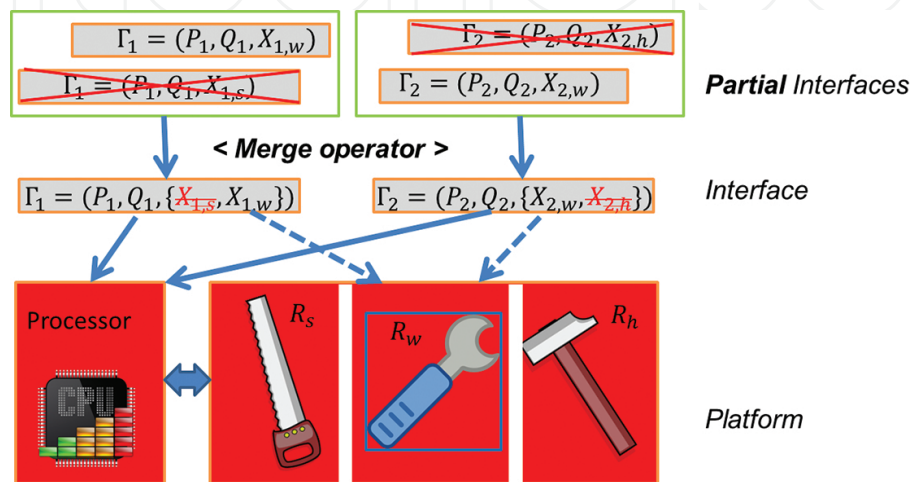 Γ₁ = (P₁, Q₁, X₁,w)
Γ₁ = (P₁, Q₁, X₁,s)
Γ₂ = (P₂, Q₂, X₂,h)
Γ₂ = (P₂, Q₂, X₂,w)
Partial Interfaces
< Merge operator >
Γ₁ = (P₁, Q₁, {X₁,s, X₁,w})
Γ₂ = (P₂, Q₂, {X₂,w, X₂,h})
Interface
Processor
CPU
Rₛ
R_w
Rₕ
Platform